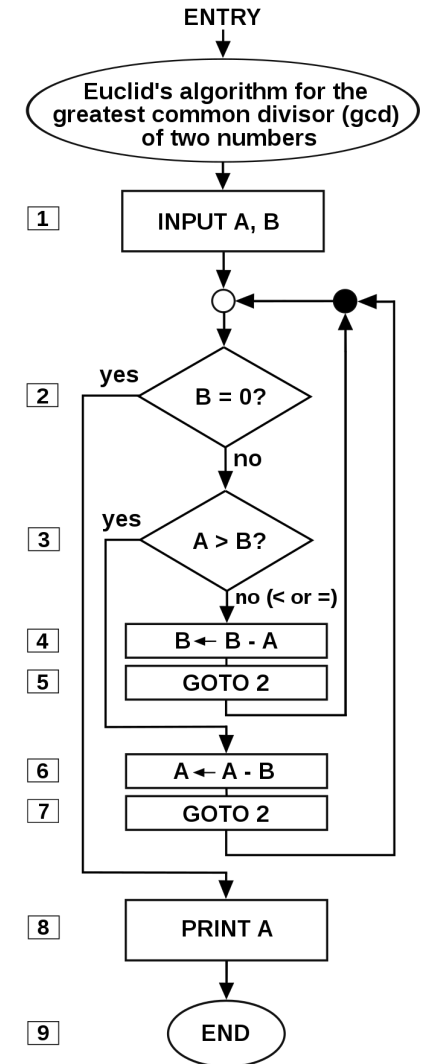 ENTRY
Euclid's algorithm for the
greatest common divisor (gcd)
of two numbers
1
INPUT A, B
yes
2
B = 0?
no
yes
3
A > B?
no (< or =)
4
B ← B - A
5
GOTO 2
6
A ← A - B
7
GOTO 2
8
PRINT A
9
END